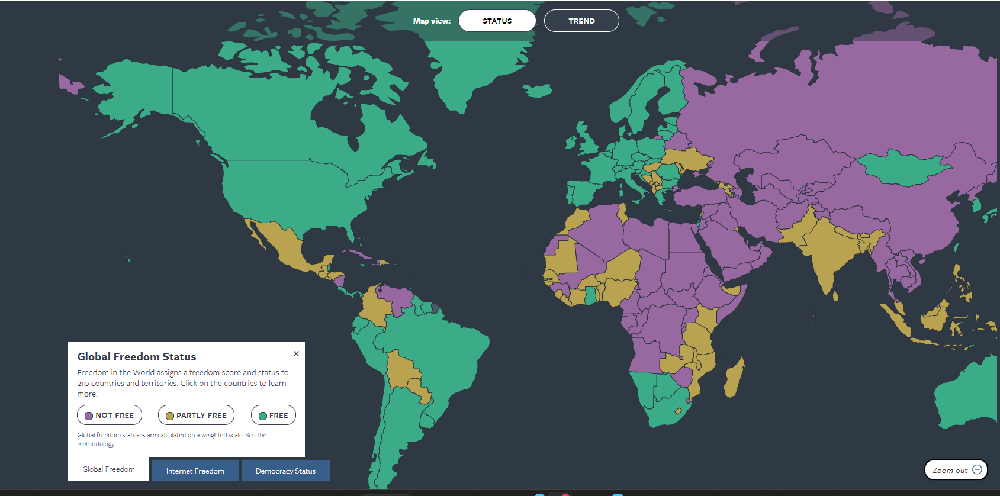 Map view: STATUS TREND
Global Freedom Status
Freedom in the World assigns a freedom score and status to
210 countries and territories. Click on the countries to learn
more.
NOT FREE PARTLY FREE FREE
Global freedom statuses are calculated on a weighted scale. See the
methodology.
Global Freedom Internet Freedom Democracy Status
Zoom out